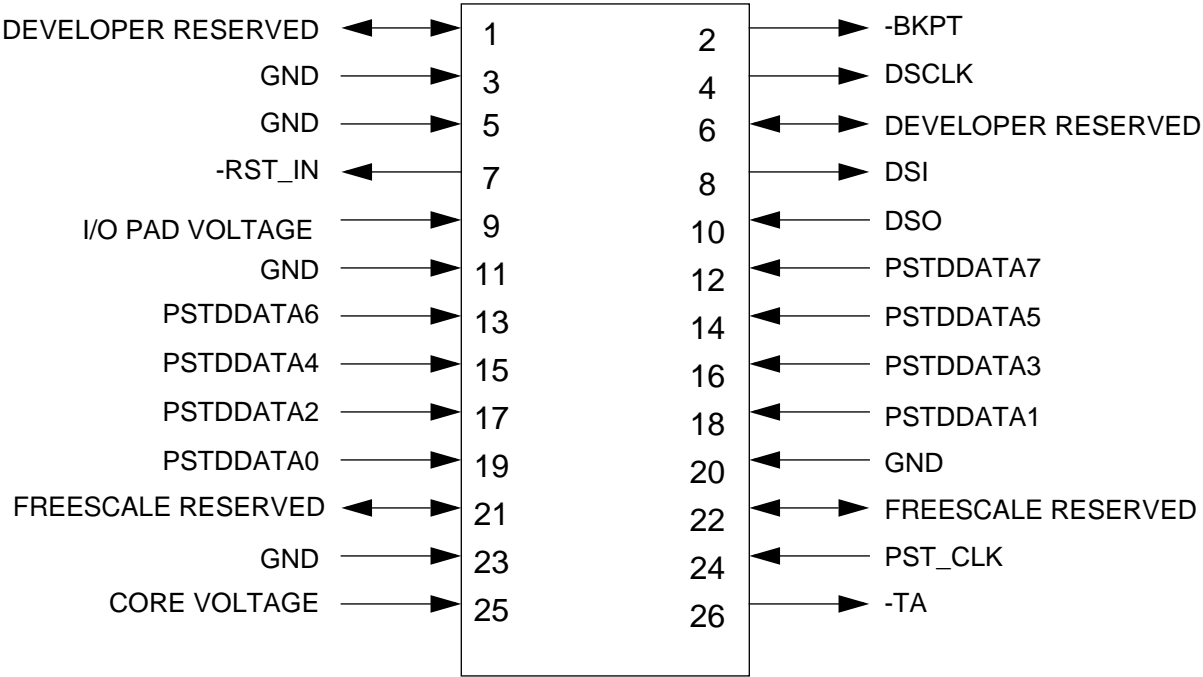 DEVELOPER RESERVED 1 2 -BKPT
GND 3 4 DSCLK
GND 5 6 DEVELOPER RESERVED
-RST_IN 7 8 DSI
I/O PAD VOLTAGE 9 10 DSO
GND 11 12 PSTDDATA7
PSTDDATA6 13 14 PSTDDATA5
PSTDDATA4 15 16 PSTDDATA3
PSTDDATA2 17 18 PSTDDATA1
PSTDDATA0 19 20 GND
FREESCALE RESERVED 21 22 FREESCALE RESERVED
GND 23 24 PST_CLK
CORE VOLTAGE 25 26 -TA